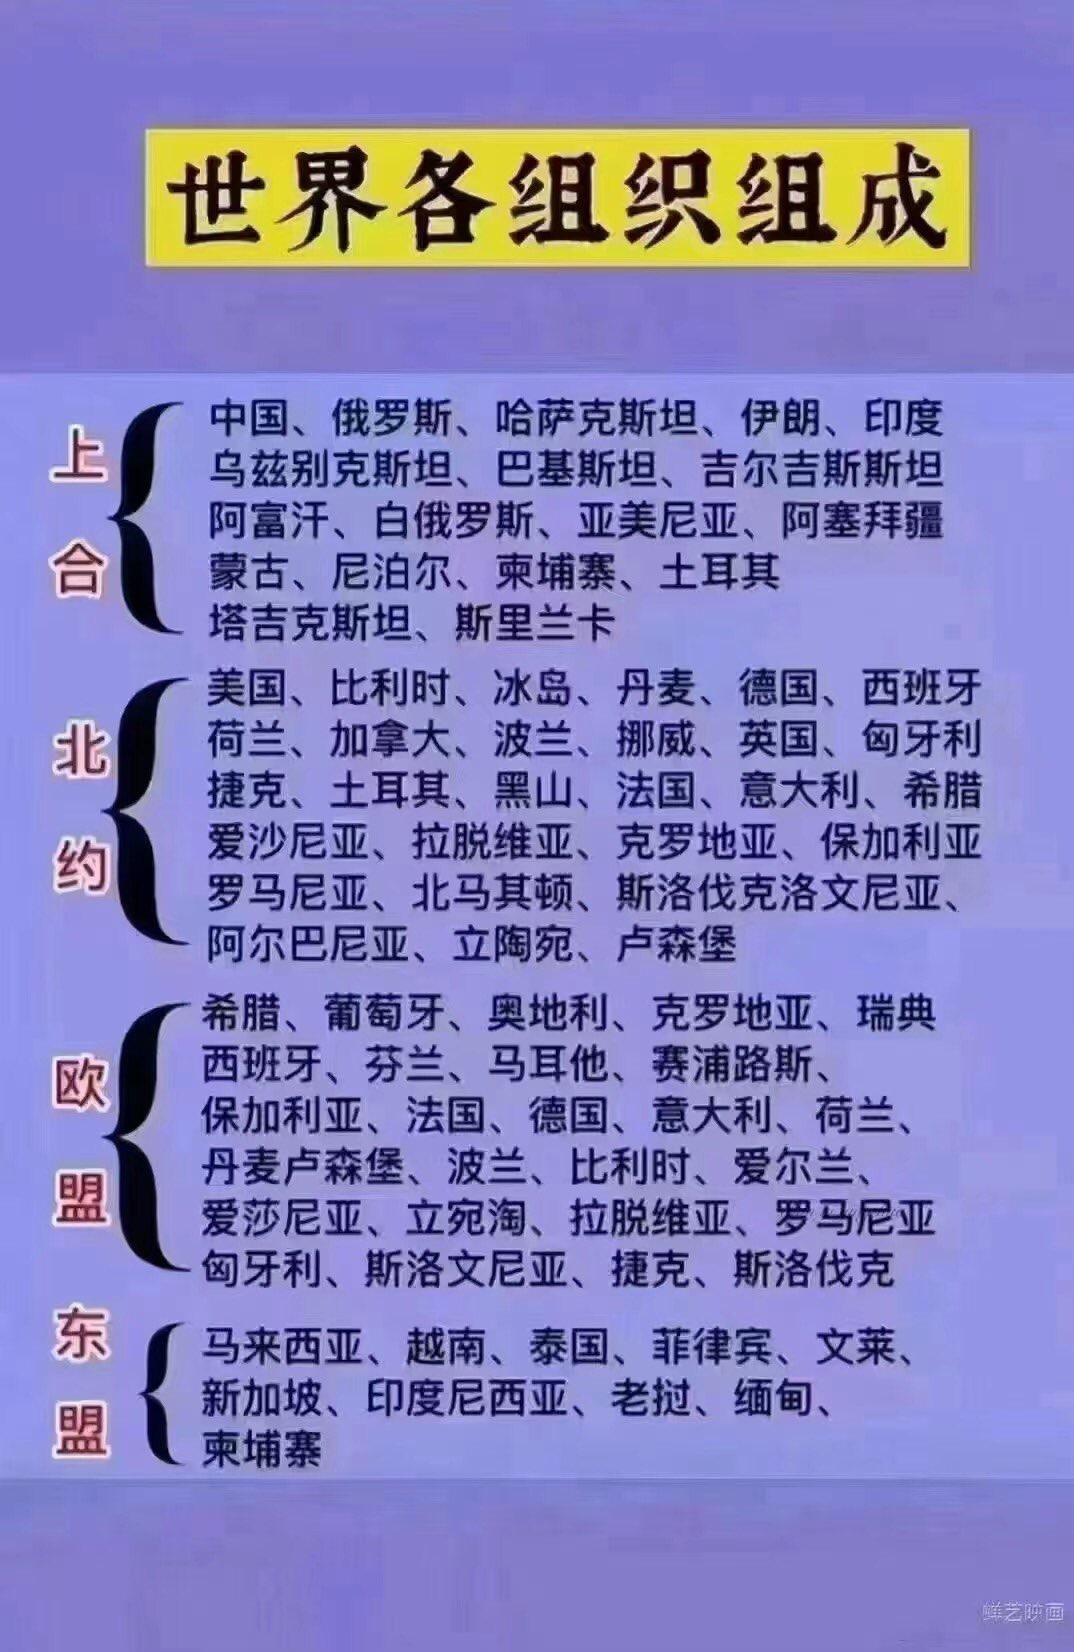 世界各组织组成
上合
中国、俄罗斯、哈萨克斯坦、伊朗、印度
乌兹别克斯坦、巴基斯坦、吉尔吉斯斯坦
阿富汗、白俄罗斯、亚美尼亚、阿塞拜疆
蒙古、尼泊尔、柬埔寨、土耳其
塔吉克斯坦、斯里兰卡
北约
美国、比利时、冰岛、丹麦、德国、西班牙
荷兰、加拿大、波兰、挪威、英国、匈牙利
捷克、土耳其、黑山、法国、意大利、希腊
爱沙尼亚、拉脱维亚、克罗地亚、保加利亚
罗马尼亚、北马其顿、斯洛伐克洛文尼亚、
阿尔巴尼亚、立陶宛、卢森堡
欧盟
希腊、葡萄牙、奥地利、克罗地亚、瑞典
西班牙、芬兰、马耳他、赛浦路斯、
保加利亚、法国、德国、意大利、荷兰、
丹麦卢森堡、波兰、比利时、爱尔兰、
爱莎尼亚、立宛淘、拉脱维亚、罗马尼亚
匈牙利、斯洛文尼亚、捷克、斯洛伐克
东盟
马来西亚、越南、泰国、菲律宾、文莱、
新加坡、印度尼西亚、老挝、缅甸、
柬埔寨
蝉艺映画